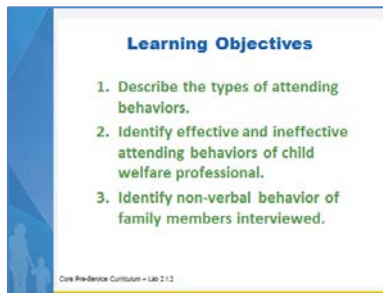 Learning Objectives
1. Describe the types of attending
behaviors.
2. Identify effective and ineffective
attending behaviors of child
welfare professional.
3. Identify non-verbal behavior of
family members interviewed.
Core Pre-Service Curriculum – Lab 2.1.2